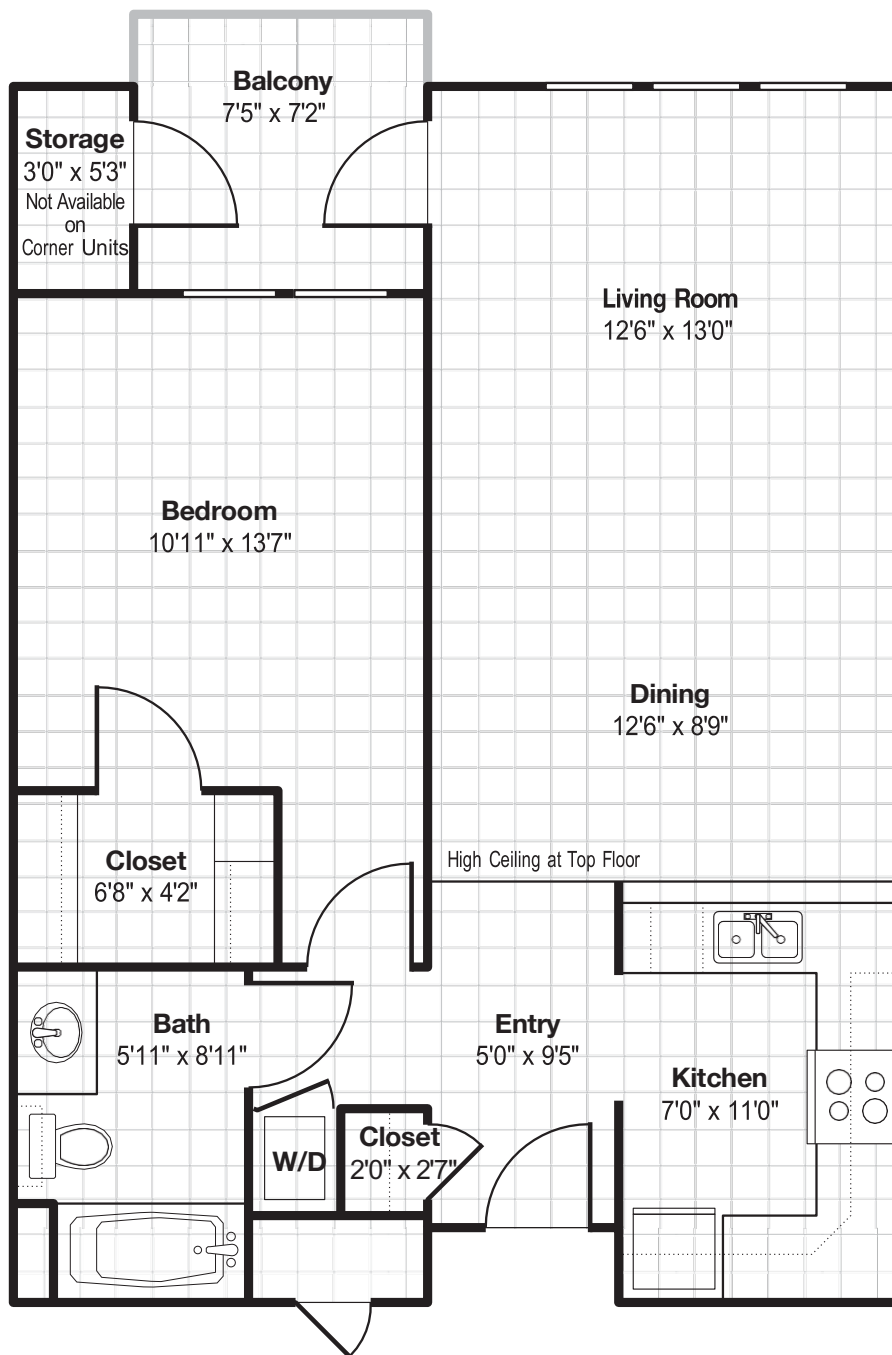 Balcony
7'5" x 7'2"
Storage
3'0" x 5'3"
Not Available
on
Corner Units
Living Room
12'6" x 13'0"
Bedroom
10'11" x 13'7"
Dining
12'6" x 8'9"
High Ceiling at Top Floor
Closet
6'8" x 4'2"
Bath
5'11" x 8'11"
Entry
5'0" x 9'5"
Kitchen
7'0" x 11'0"
Closet
2'0" x 2'7"
W/D